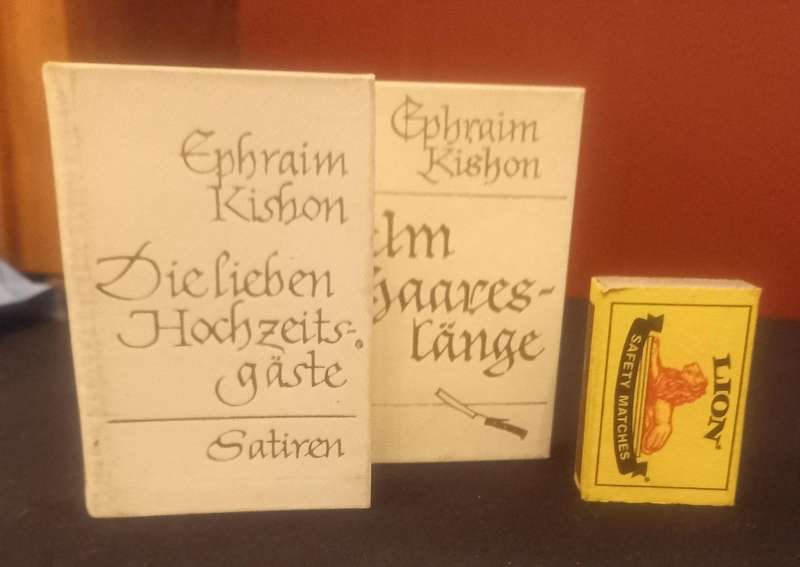 Ephraim
Kishon
Die lieben
Hochzeits-
gäste
Satiren
Ephraim
Kishon
Um
Haares-
länge
LION
SAFETY MATCHES